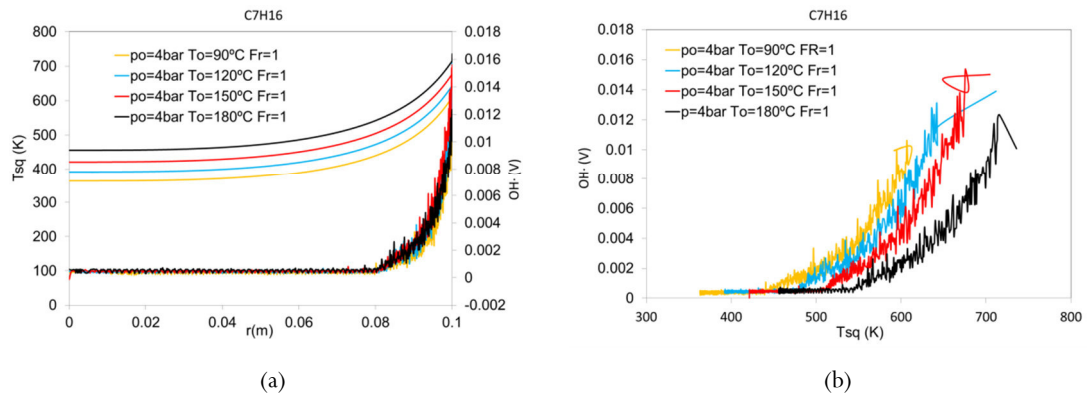 C7H16
800
700
600
500
400
300
200
100
0
Tsq (K)
po=4bar To=90ºC Fr=1
po=4bar To=120ºC Fr=1
po=4bar To=150ºC Fr=1
po=4bar To=180ºC Fr=1
0.018
0.016
0.014
0.012
0.01
0.008
0.006
0.004
0.002
0
-0.002
OH· (V)
0 0.02 0.04 0.06 0.08 0.1
r(m)
(a)
C7H16
0.018
0.016
0.014
0.012
0.01
0.008
0.006
0.004
0.002
0
OH· (V)
po=4bar To=90ºC FR=1
po=4bar To=120ºC Fr=1
po=4bar To=150ºC Fr=1
p=4bar To=180ºC Fr=1
300 400 500 600 700 800
Tsq (K)
(b)